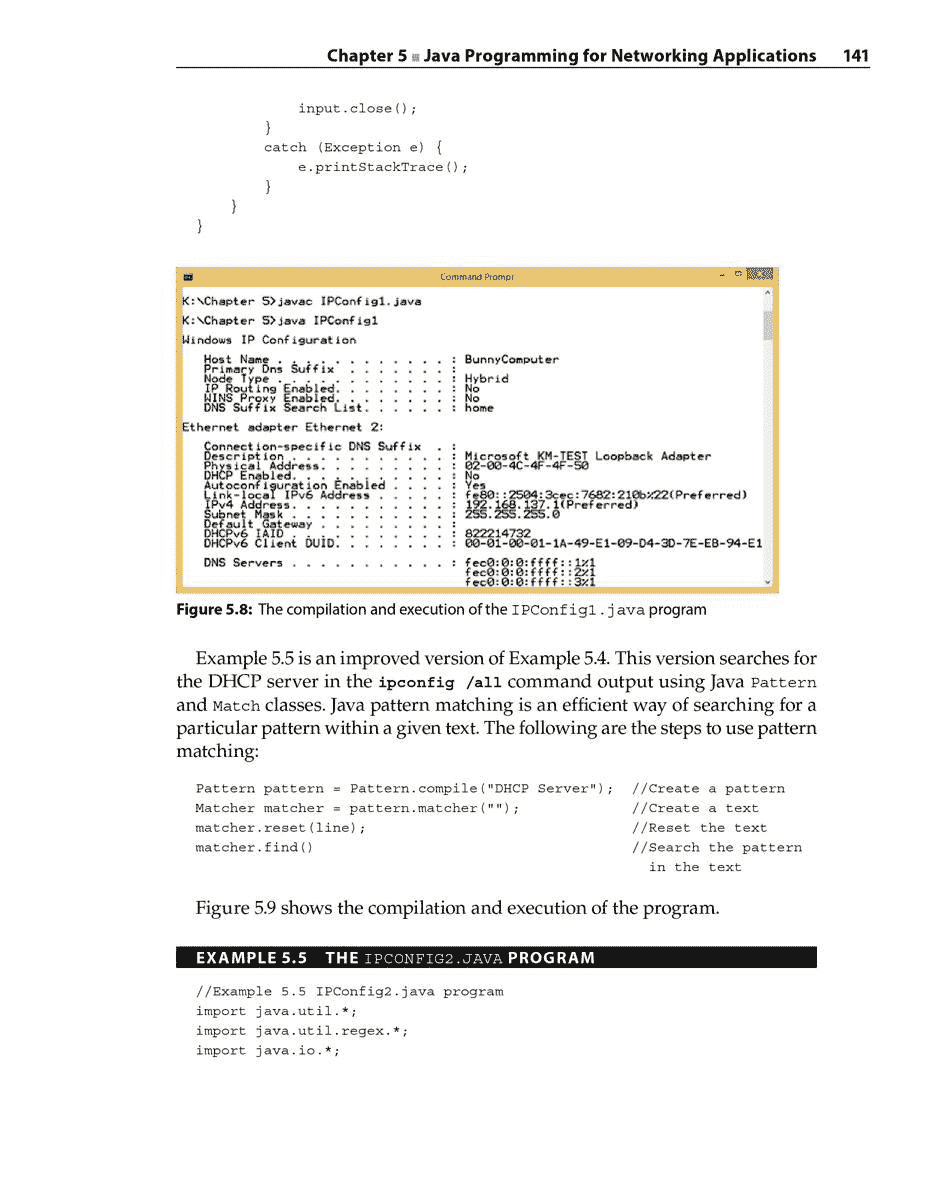 Chapter 5 ■ Java Programming for Networking Applications 141
input.close();
}
catch (Exception e) {
e.printStackTrace();
}
}
}
Command Prompt
K:\Chapter 5>javac IPConfig1.java
K:\Chapter 5>java IPConfig1
Windows IP Configuration
Host Name . . . . . . . . . . . . : BunnyComputer
Primary Dns Suffix . . . . . . . :
Node Type . . . . . . . . . . . . : Hybrid
IP Routing Enabled. . . . . . . . : No
WINS Proxy Enabled. . . . . . . . : No
DNS Suffix Search List. . . . . . : home
Ethernet adapter Ethernet 2:
Connection-specific DNS Suffix . :
Description . . . . . . . . . . . : Microsoft KM-TEST Loopback Adapter
Physical Address. . . . . . . . . : 02-00-4C-4F-4F-50
DHCP Enabled. . . . . . . . . . . : No
Autoconfiguration Enabled . . . . : Yes
Link-local IPv6 Address . . . . . : fe80::2504:3cec:7682:210b%22(Preferred)
IPv4 Address. . . . . . . . . . . : 192.168.137.1(Preferred)
Subnet Mask . . . . . . . . . . . : 255.255.255.0
Default Gateway . . . . . . . . . :
DHCPv6 IAID . . . . . . . . . . . : 822214732
DHCPv6 Client DUID. . . . . . . . : 00-01-00-01-1A-49-E1-09-D4-3D-7E-EB-94-E1
DNS Servers . . . . . . . . . . . : fec0:0:0:ffff::1%1
fec0:0:0:ffff::2%1
fec0:0:0:ffff::3%1
Figure 5.8: The compilation and execution of the IPConfig1.java program
Example 5.5 is an improved version of Example 5.4. This version searches for
the DHCP server in the ipconfig /all command output using Java Pattern
and Match classes. Java pattern matching is an efficient way of searching for a
particular pattern within a given text. The following are the steps to use pattern
matching:
Pattern pattern = Pattern.compile("DHCP Server"); //Create a pattern
Matcher matcher = pattern.matcher(""); //Create a text
matcher.reset(line); //Reset the text
matcher.find() //Search the pattern
in the text
Figure 5.9 shows the compilation and execution of the program.
EXAMPLE 5.5 THE IPCONFIG2.JAVA PROGRAM
//Example 5.5 IPConfig2.java program
import java.util.*;
import java.util.regex.*;
import java.io.*;